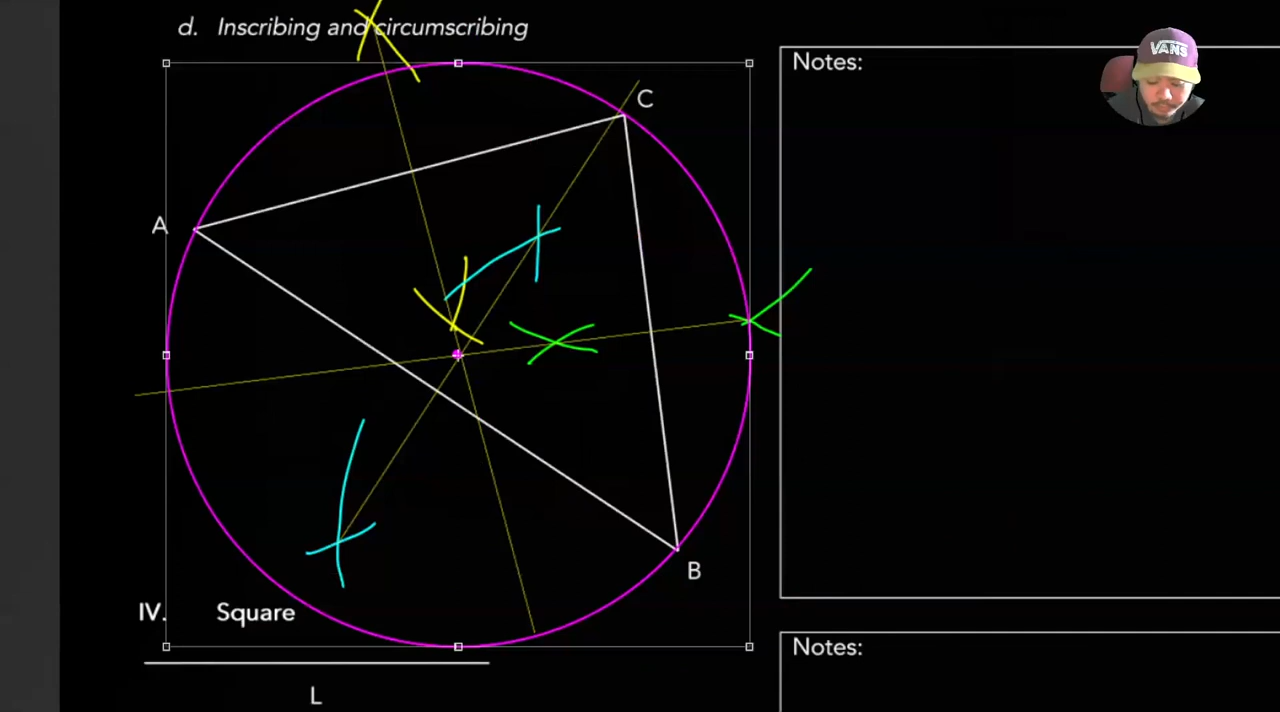 d. Inscribing and circumscribing
Notes:
VANS
C
A
B
IV. Square
Notes:
L